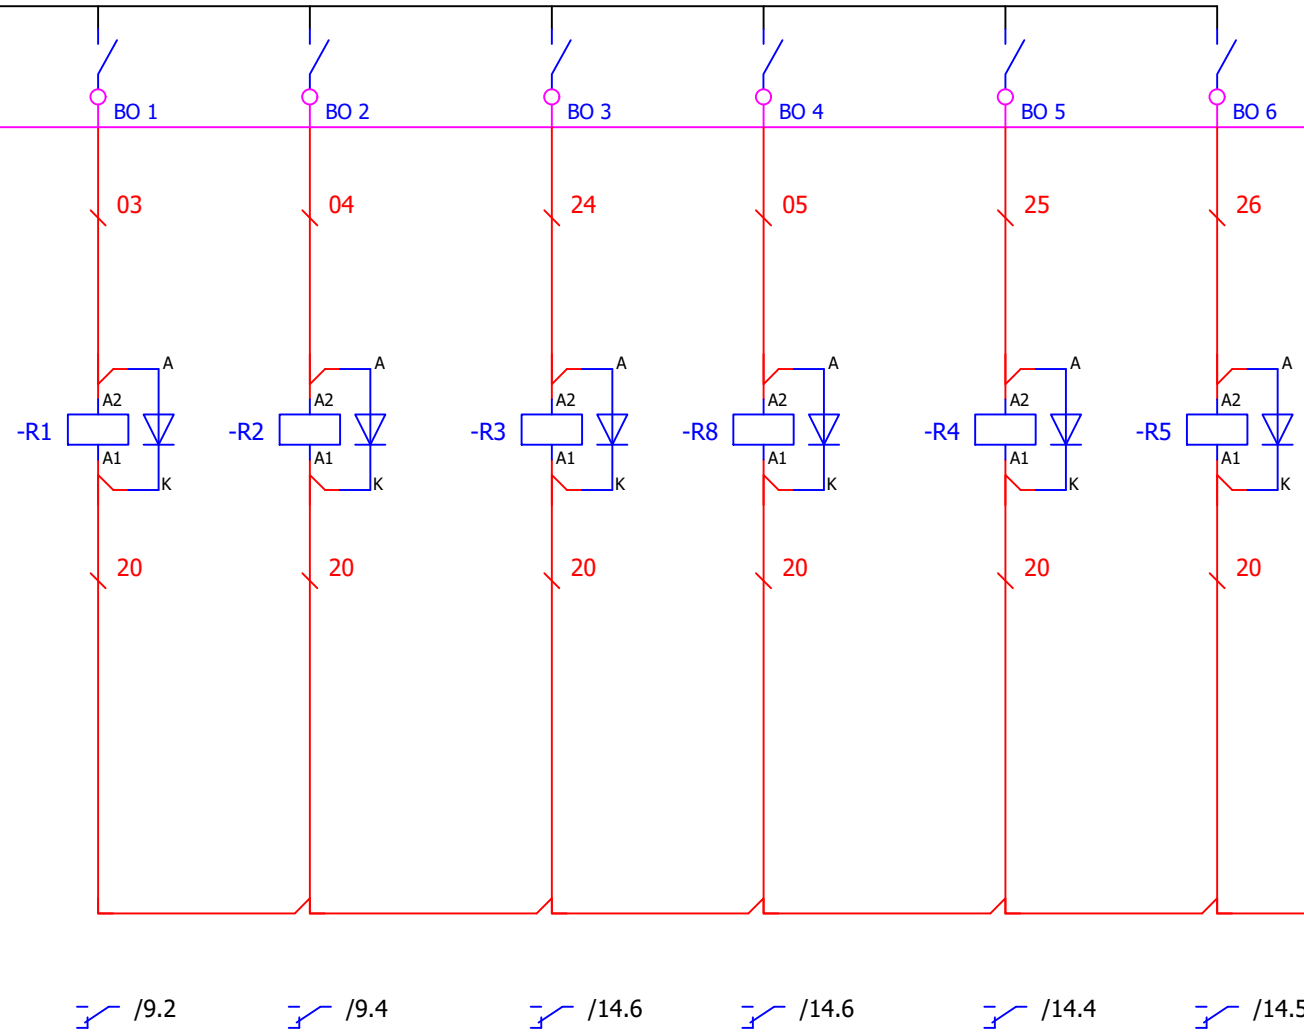 BO 1 BO 2 BO 3 BO 4 BO 5 BO 6
03 04 24 05 25 26
A A A A A A
A2 A2 A2 A2 A2 A2
-R1 -R2 -R3 -R8 -R4 -R5
A1 A1 A1 A1 A1 A1
K K K K K K
20 20 20 20 20 20
/9.2 /9.4 /14.6 /14.6 /14.4 /14.5